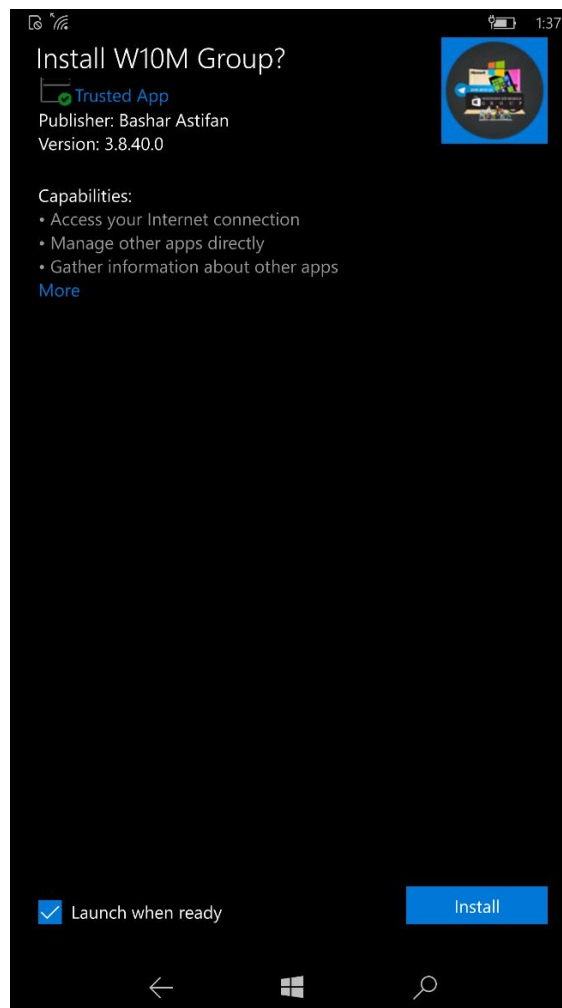 1:37
Install W10M Group?
Trusted App
Publisher: Bashar Astifan
Version: 3.8.40.0
Capabilities:
• Access your Internet connection
• Manage other apps directly
• Gather information about other apps
More
Launch when ready
Install